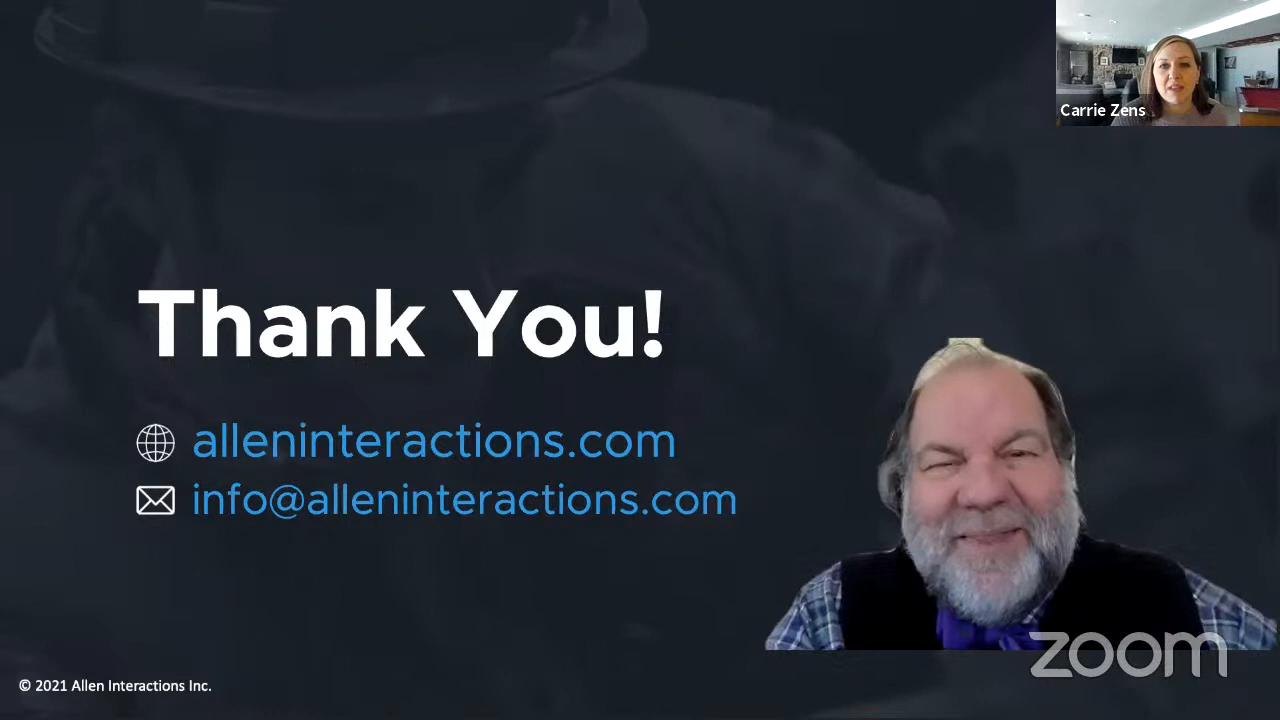 Carrie Zens
Thank You!
alleninteractions.com
info@alleninteractions.com
zoom
© 2021 Allen Interactions Inc.